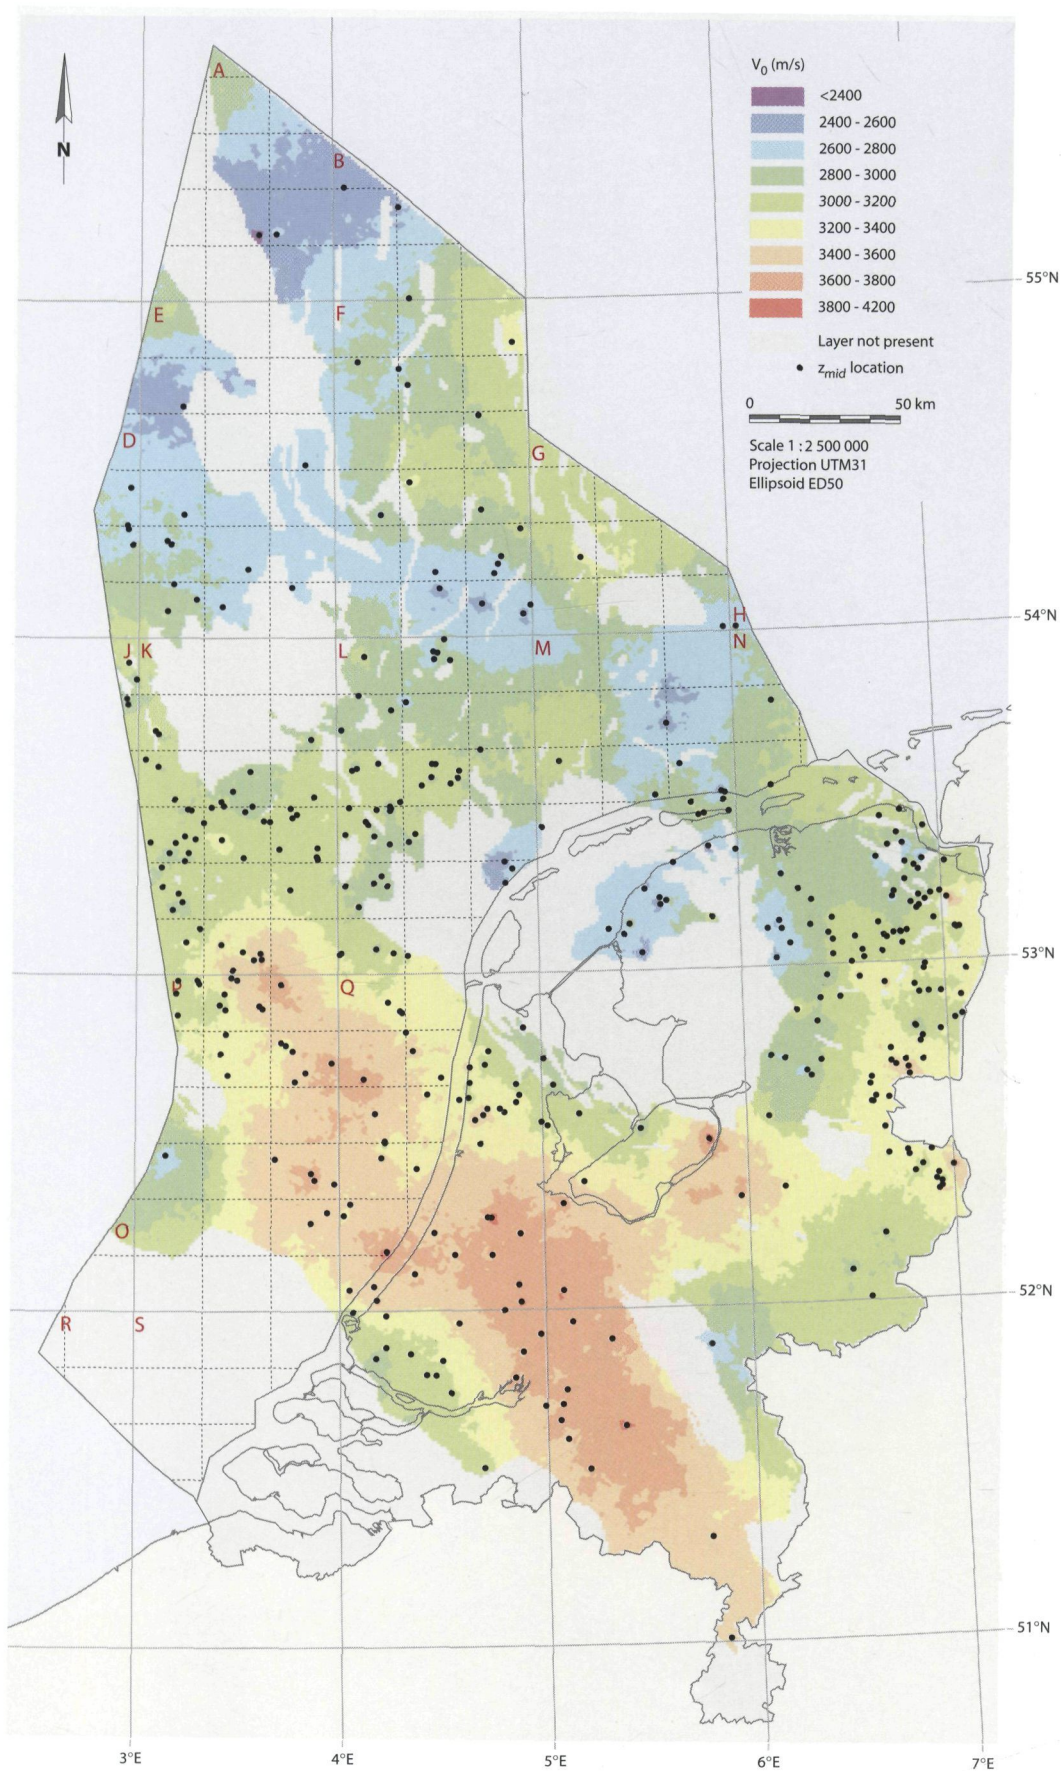 A
B
N
E
F
D
G
H
J K
L
M
N
P
Q
O
R
S
V0 (m/s)
<2400
2400 - 2600
2600 - 2800
2800 - 3000
3000 - 3200
3200 - 3400
3400 - 3600
3600 - 3800
3800 - 4200
Layer not present
zmid location
0 50 km
Scale 1 : 2 500 000
Projection UTM31
Ellipsoid ED50
55°N
54°N
53°N
52°N
51°N
3°E
4°E
5°E
6°E
7°E